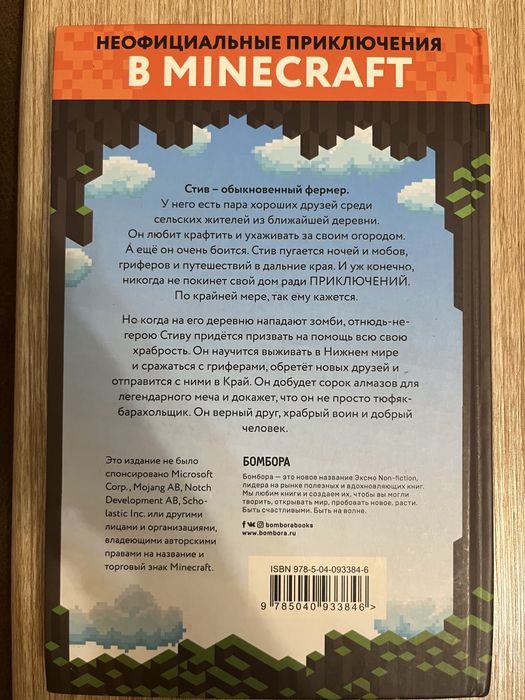 НЕОФИЦИАЛЬНЫЕ ПРИКЛЮЧЕНИЯ
В MINECRAFT
Стив – обыкновенный фермер.
У него есть пара хороших друзей среди
сельских жителей из ближайшей деревни.
Он любит крафтить и ухаживать за своим огородом.
А ещё он очень боится. Стив пугается ночей и мобов,
гриферов и путешествий в дальние края. И уж конечно,
никогда не покинет свой дом ради ПРИКЛЮЧЕНИЙ.
По крайней мере, так ему кажется.
Но когда на его деревню нападают зомби, отнюдь-не-
герою Стиву придётся призвать на помощь всю свою
храбрость. Он научится выживать в Нижнем мире
и сражаться с гриферами, обретёт новых друзей и
отправится с ними в Край. Он добудет сорок алмазов для
легендарного меча и докажет, что он не просто тюфяк-
барахольщик. Он верный друг, храбрый воин и добрый
человек.
Это издание не было
спонсировано Microsoft
Corp., Mojang AB, Notch
Development AB, Scho-
lastic Inc. или другими
лицами и организациями,
владеющими авторскими
правами на название и
торговый знак Minecraft.
БОМБОРА
Бомбора – это новое название Эксмо Non-fiction,
лидера на рынке полезных и вдохновляющих книг.
Мы любим книги и создаем их, чтобы вы могли
творить, открывать мир, пробовать новое, расти.
Быть счастливыми. Быть на волне.
bomborabooks
www.bombora.ru
ISBN 978-5-04-093384-6
9 785040 933846 >